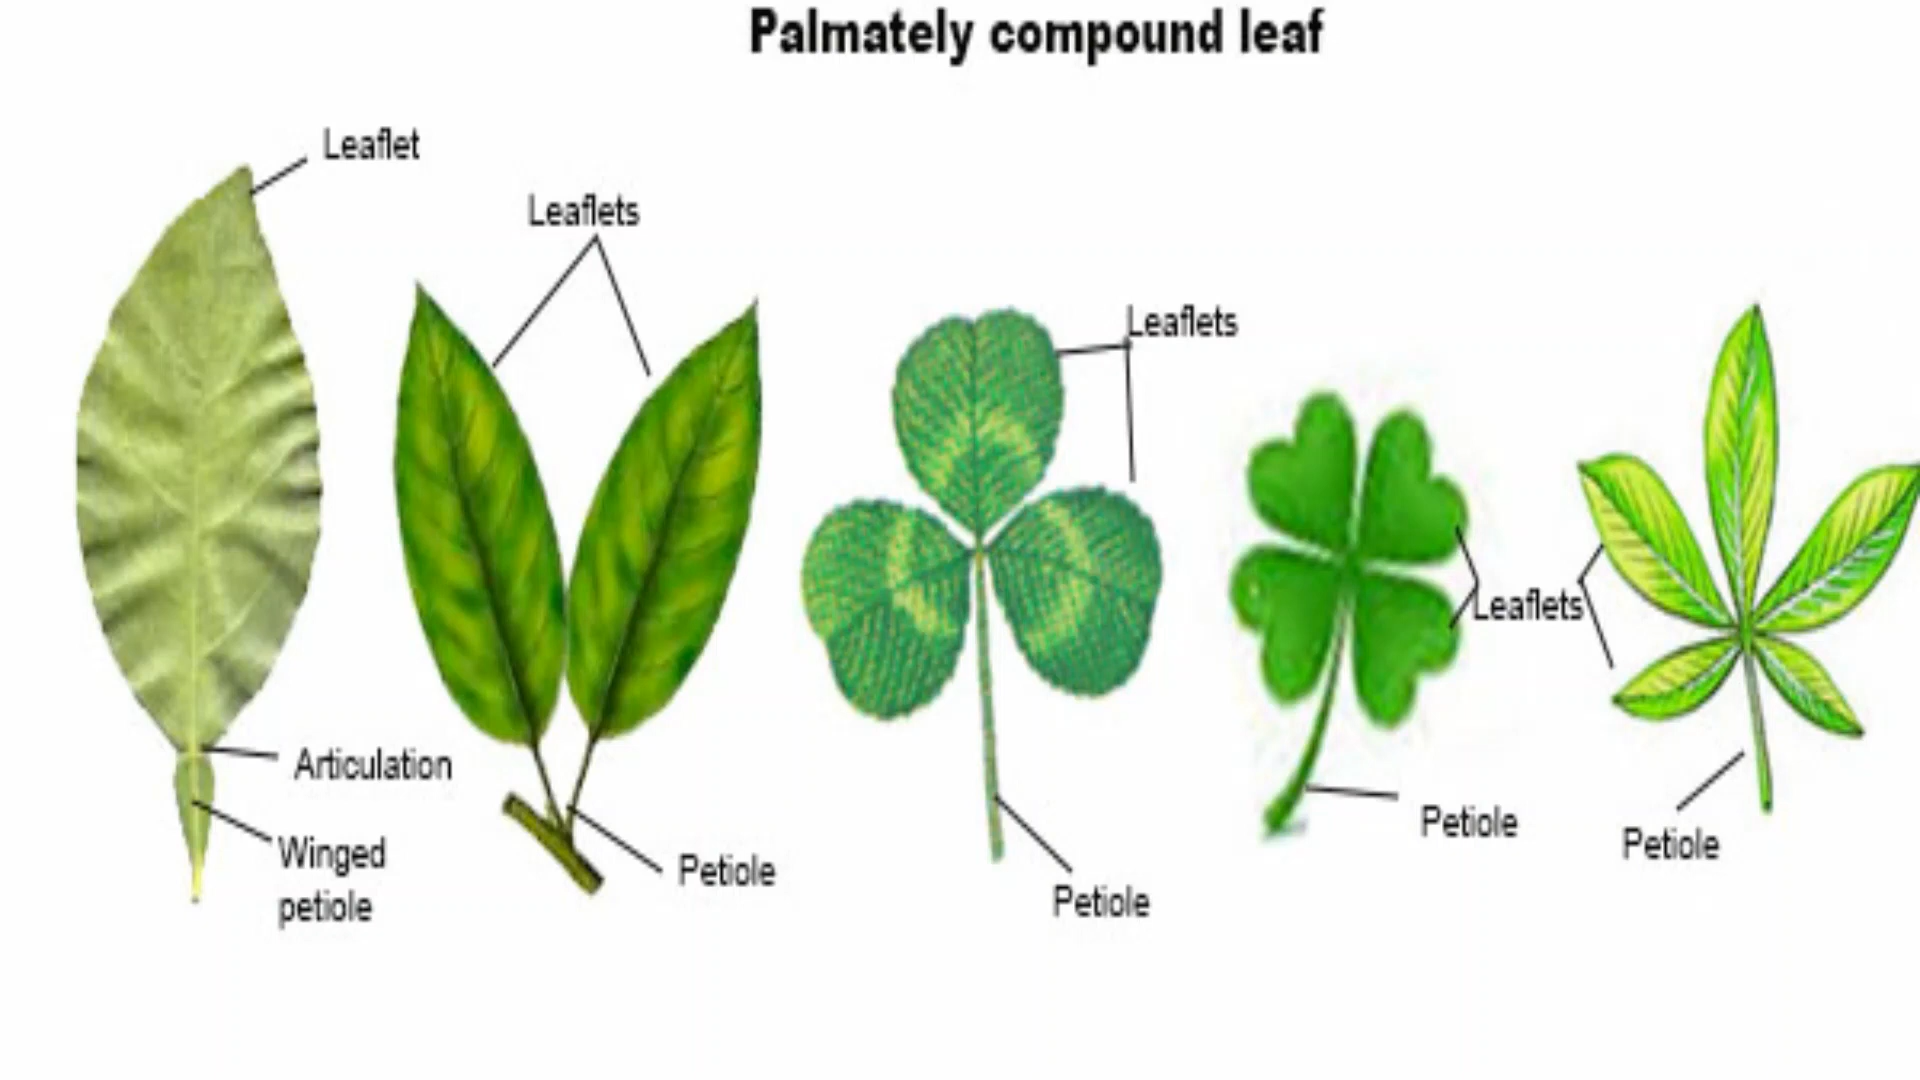 Palmately compound leaf
Leaflet
Leaflets
Leaflets
Leaflets
Articulation
Winged
petiole
Petiole
Petiole
Petiole
Petiole